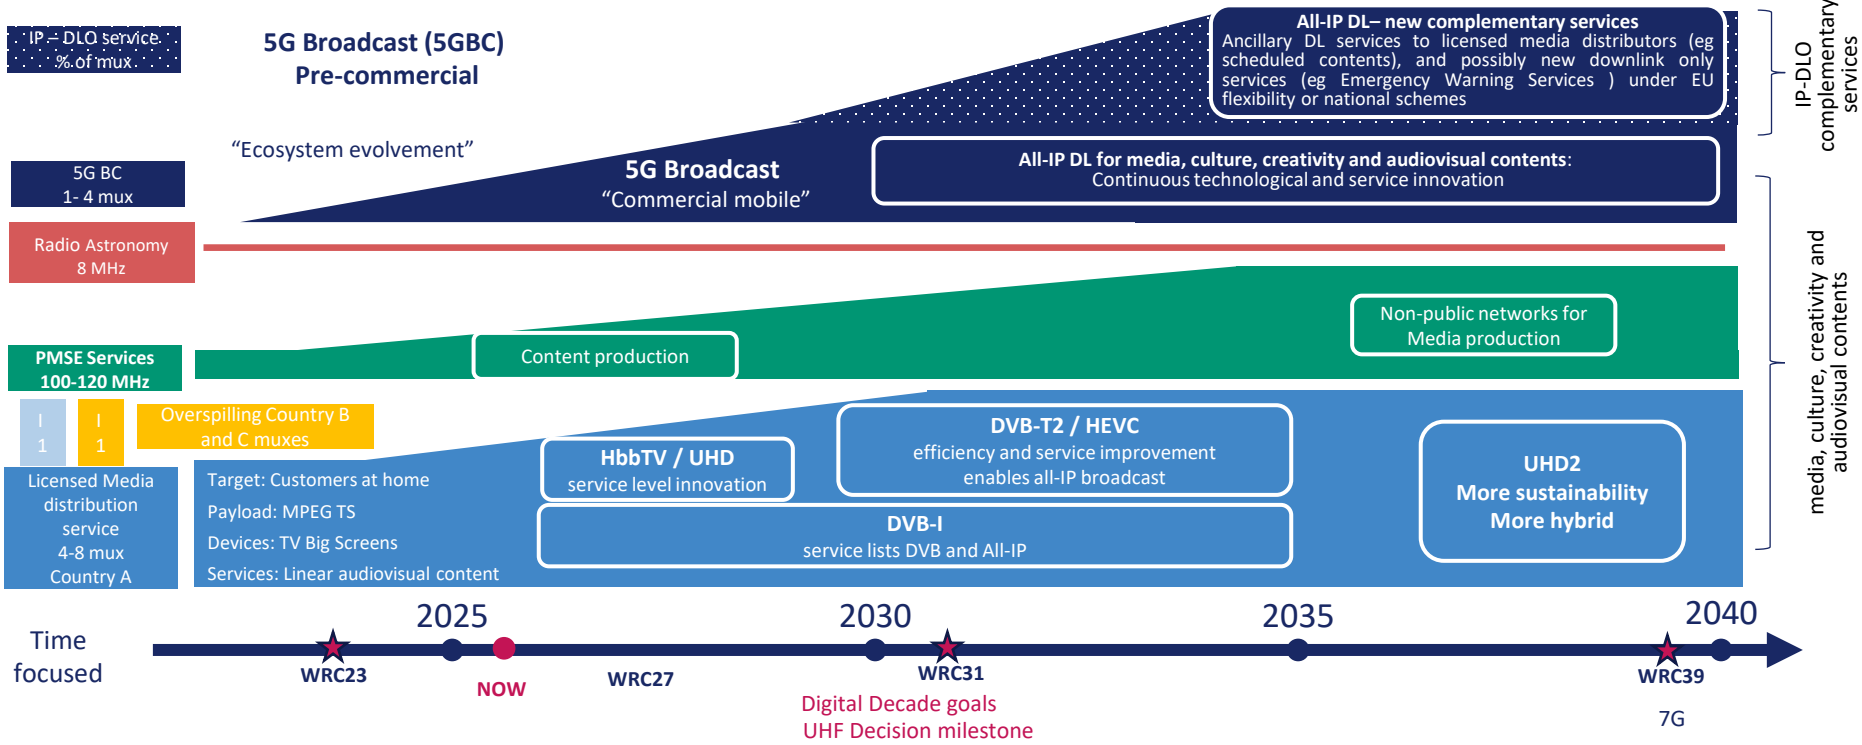 IP – DLO service
% of mux
5G Broadcast (5GBC)
Pre-commercial
“Ecosystem evolvement”
All-IP DL– new complementary services
Ancillary DL services to licensed media distributors (eg
scheduled contents), and possibly new downlink only
services (eg Emergency Warning Services ) under EU
flexibility or national schemes
IP-DLO
complementary
services
5G BC
1- 4 mux
5G Broadcast
“Commercial mobile”
All-IP DL for media, culture, creativity and audiovisual contents:
Continuous technological and service innovation
Radio Astronomy
8 MHz
media, culture, creativity and
audiovisual contents
PMSE Services
100-120 MHz
Content production
Non-public networks for
Media production
I
1
I
1
Overspilling Country B
and C muxes
Licensed Media
distribution
service
4-8 mux
Country A
Target: Customers at home
Payload: MPEG TS
Devices: TV Big Screens
Services: Linear audiovisual content
HbbTV / UHD
service level innovation
DVB-T2 / HEVC
efficiency and service improvement
enables all-IP broadcast
DVB-I
service lists DVB and All-IP
UHD2
More sustainability
More hybrid
Time
focused
2025
2030
2035
2040
WRC23
NOW
WRC27
WRC31
WRC39
Digital Decade goals
UHF Decision milestone
7G